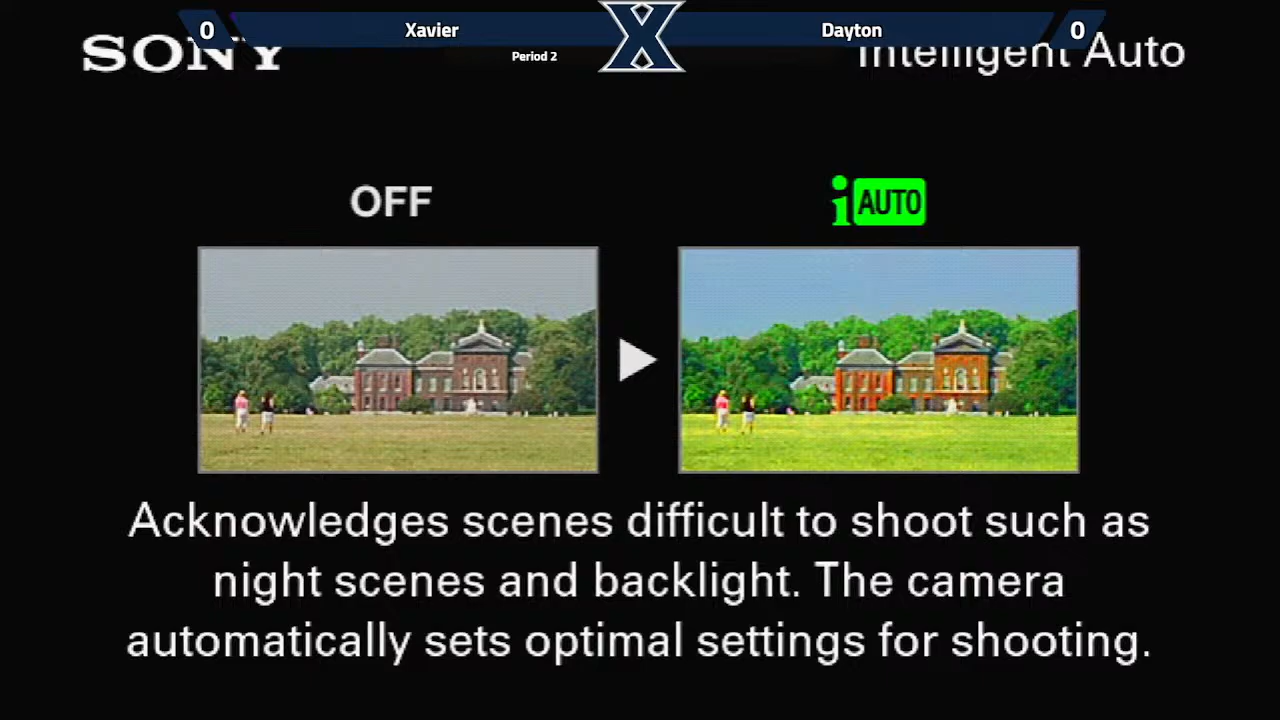 0 Xavier Dayton 0
Period 2
SONY Intelligent Auto
OFF
i AUTO
Acknowledges scenes difficult to shoot such as
night scenes and backlight. The camera
automatically sets optimal settings for shooting.